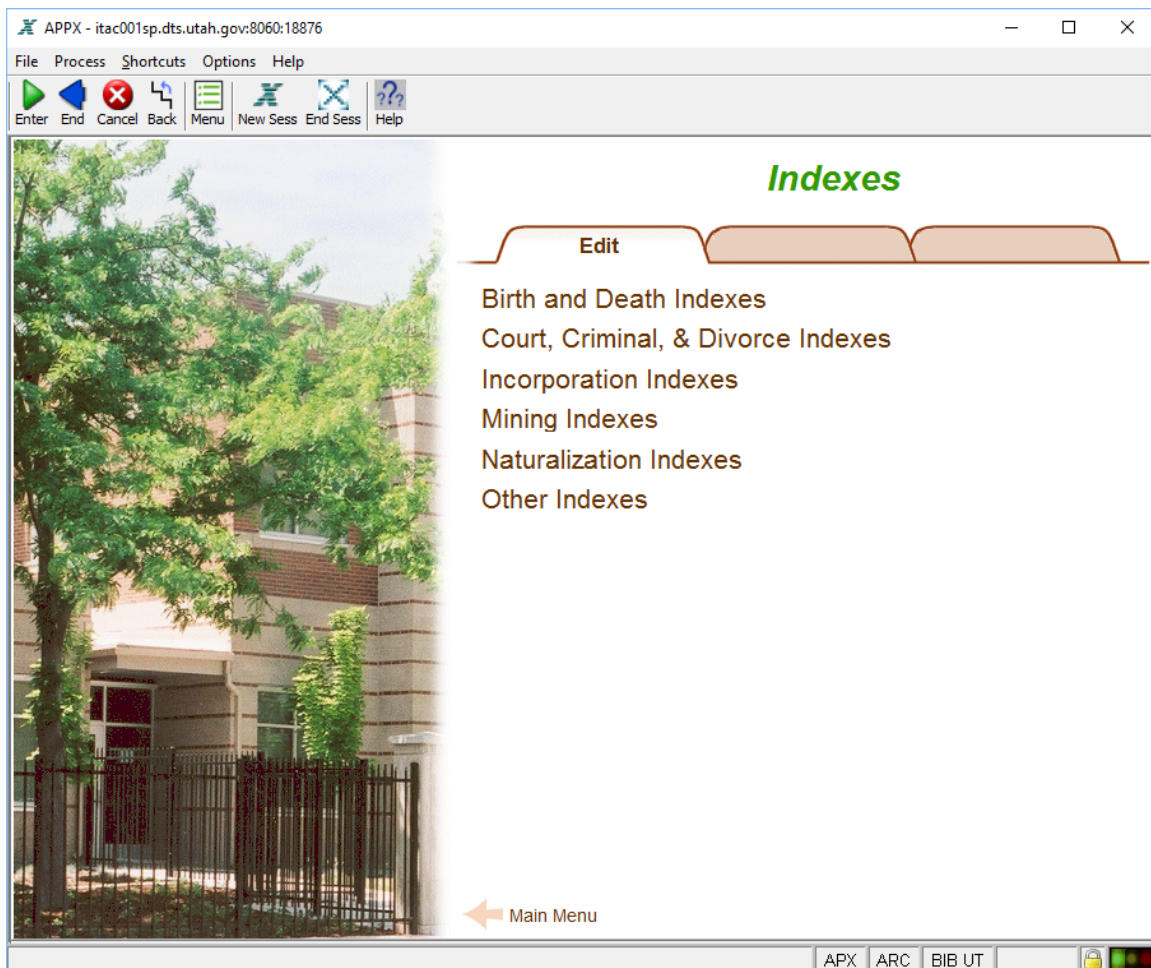 APPX - itac001sp.dts.utah.gov:8060:18876
File Process Shortcuts Options Help
Enter End Cancel Back Menu New Sess End Sess Help
???
Indexes
Edit
Birth and Death Indexes
Court, Criminal, & Divorce Indexes
Incorporation Indexes
Mining Indexes
Naturalization Indexes
Other Indexes
Main Menu
APX ARC BIB UT